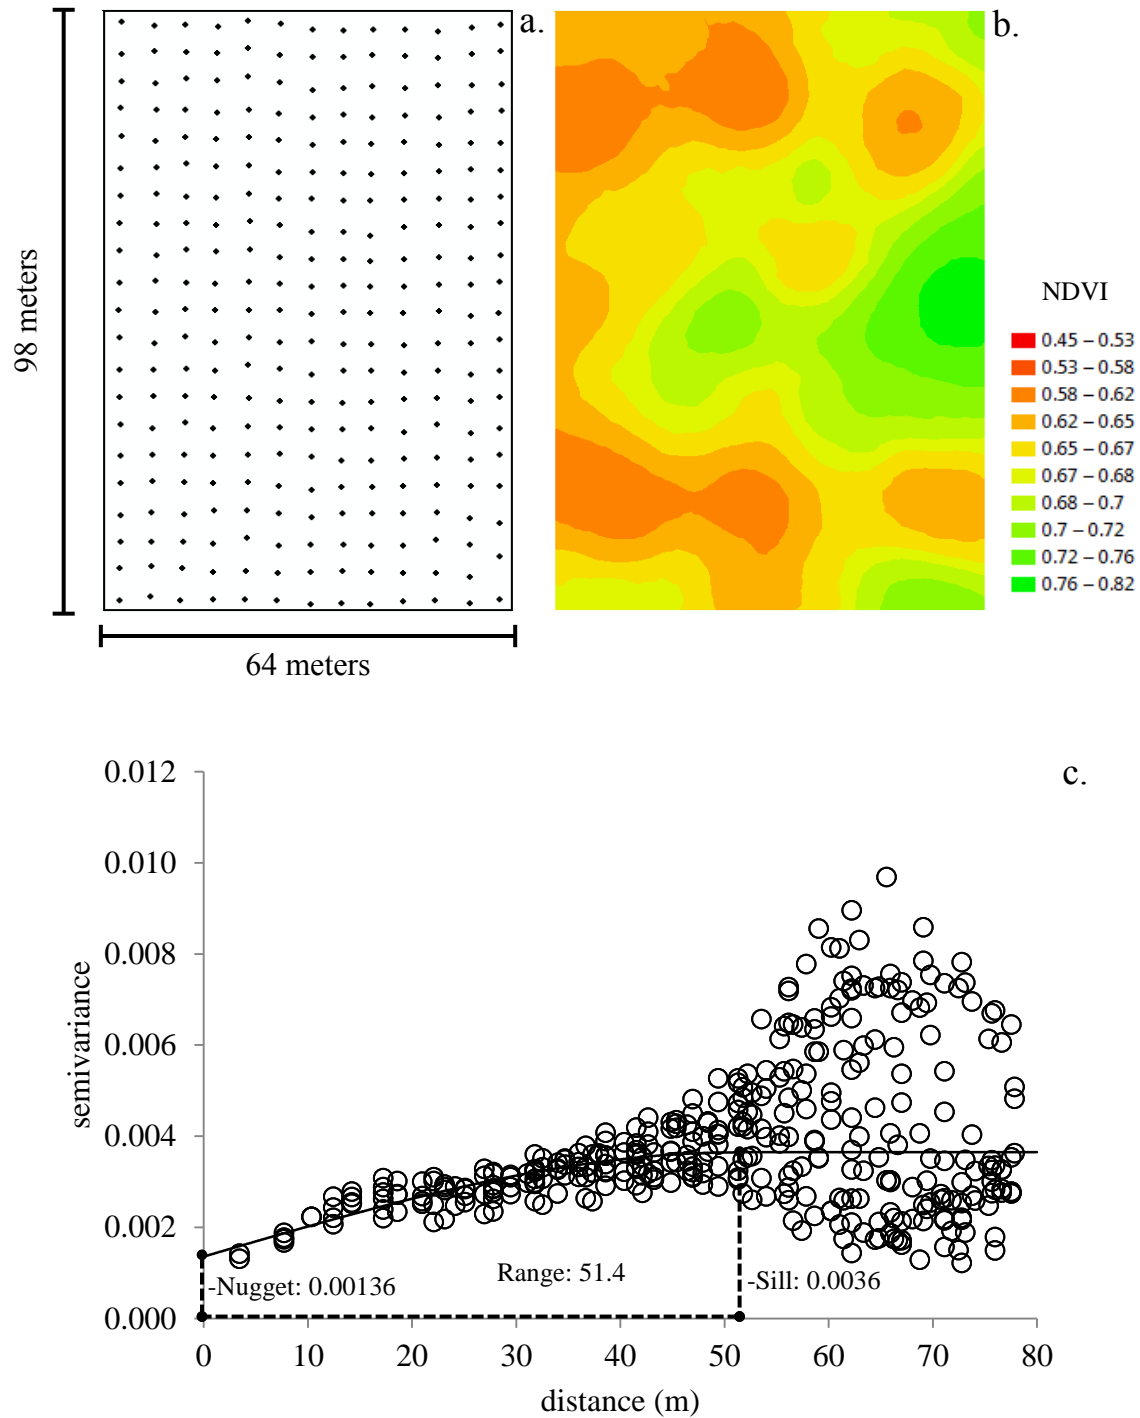 a.
b.
98 meters
64 meters
NDVI
0.45 – 0.53
0.53 – 0.58
0.58 – 0.62
0.62 – 0.65
0.65 – 0.67
0.67 – 0.68
0.68 – 0.7
0.7 – 0.72
0.72 – 0.76
0.76 – 0.82
c.
0.012
0.010
0.008
0.006
0.004
0.002
0.000
semivariance
-Nugget: 0.00136
Range: 51.4
-Sill: 0.0036
0 10 20 30 40 50 60 70 80
distance (m)